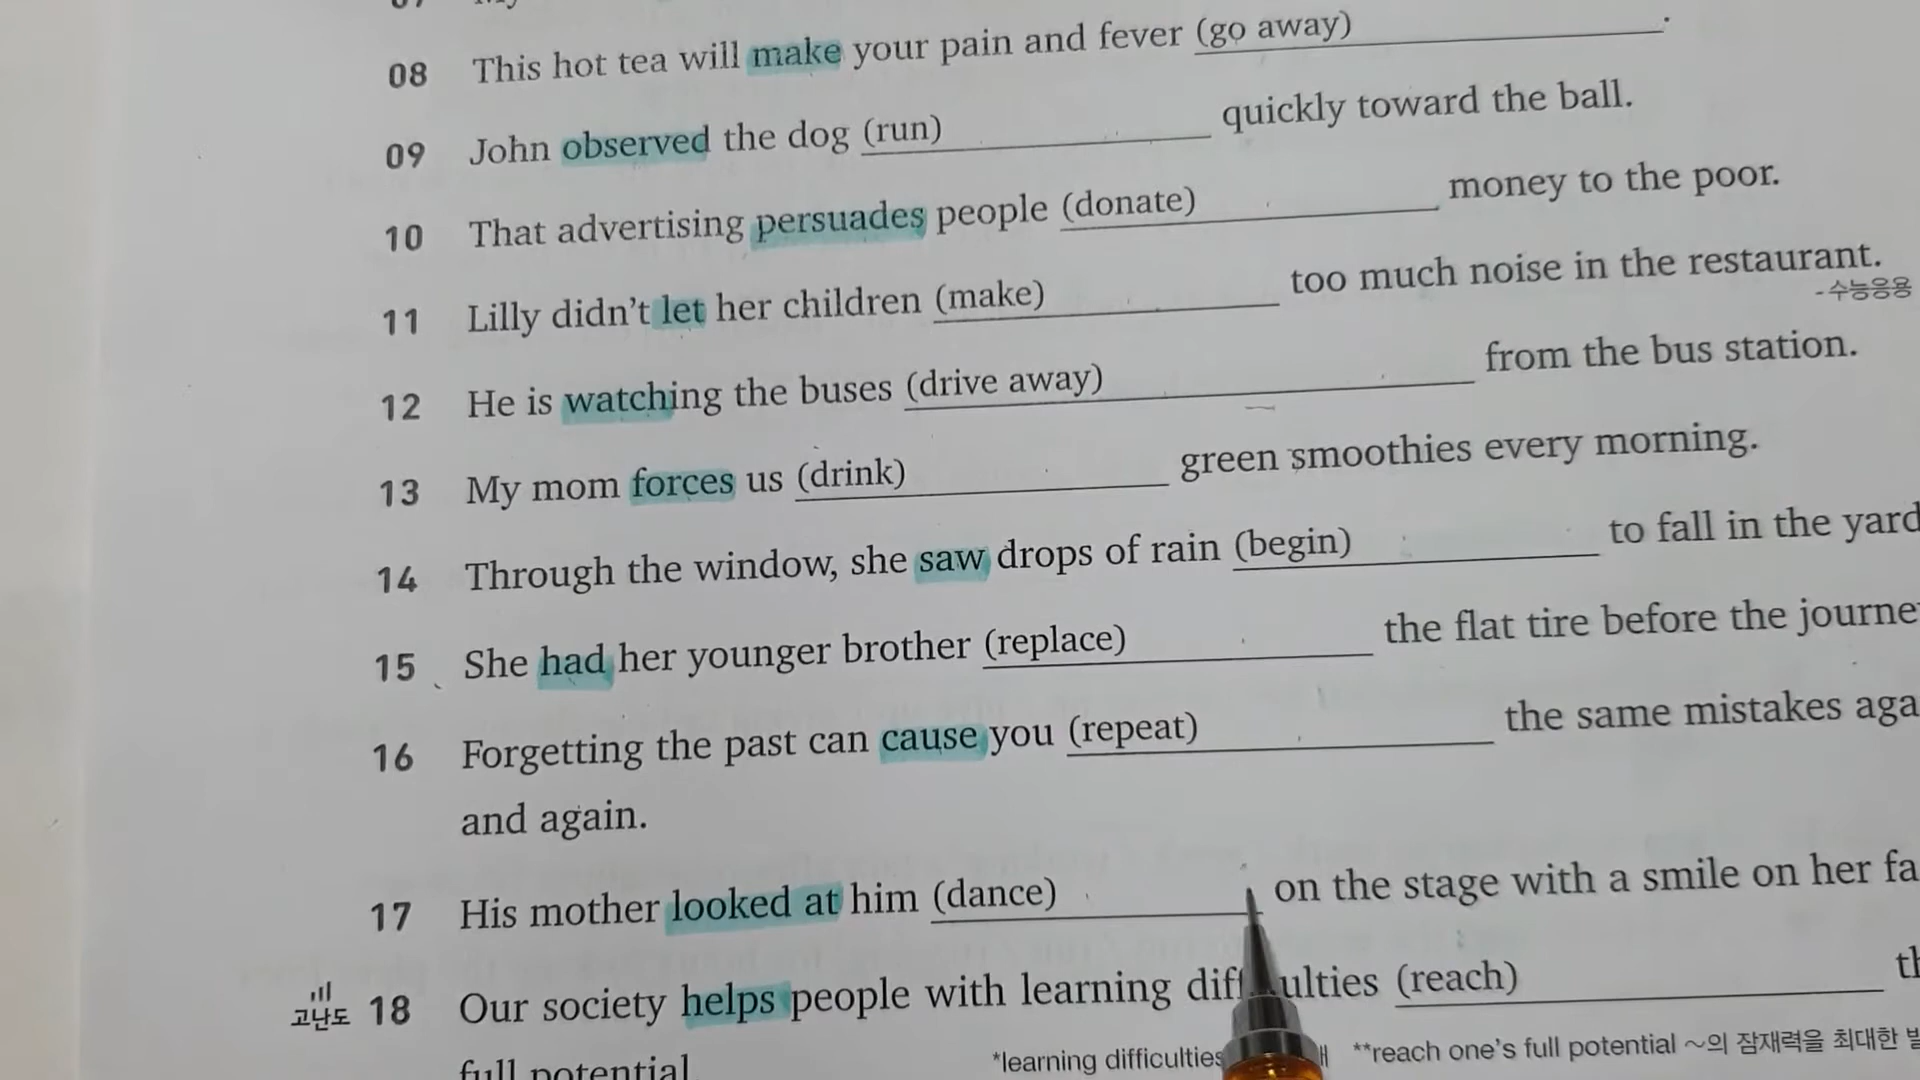 08 This hot tea will make your pain and fever (go away) .
09 John observed the dog (run) quickly toward the ball.
10 That advertising persuades people (donate) money to the poor.
11 Lilly didn't let her children (make) too much noise in the restaurant.
-수능응용
12 He is watching the buses (drive away) from the bus station.
13 My mom forces us (drink) green smoothies every morning.
14 Through the window, she saw drops of rain (begin) to fall in the yard
15 She had her younger brother (replace) the flat tire before the journe
16 Forgetting the past can cause you (repeat) the same mistakes aga
and again.
17 His mother looked at him (dance) on the stage with a smile on her fa
고난도 18 Our society helps people with learning difficulties (reach) th
full potential
*learning difficulties **reach one's full potential ~의 잠재력을 최대한